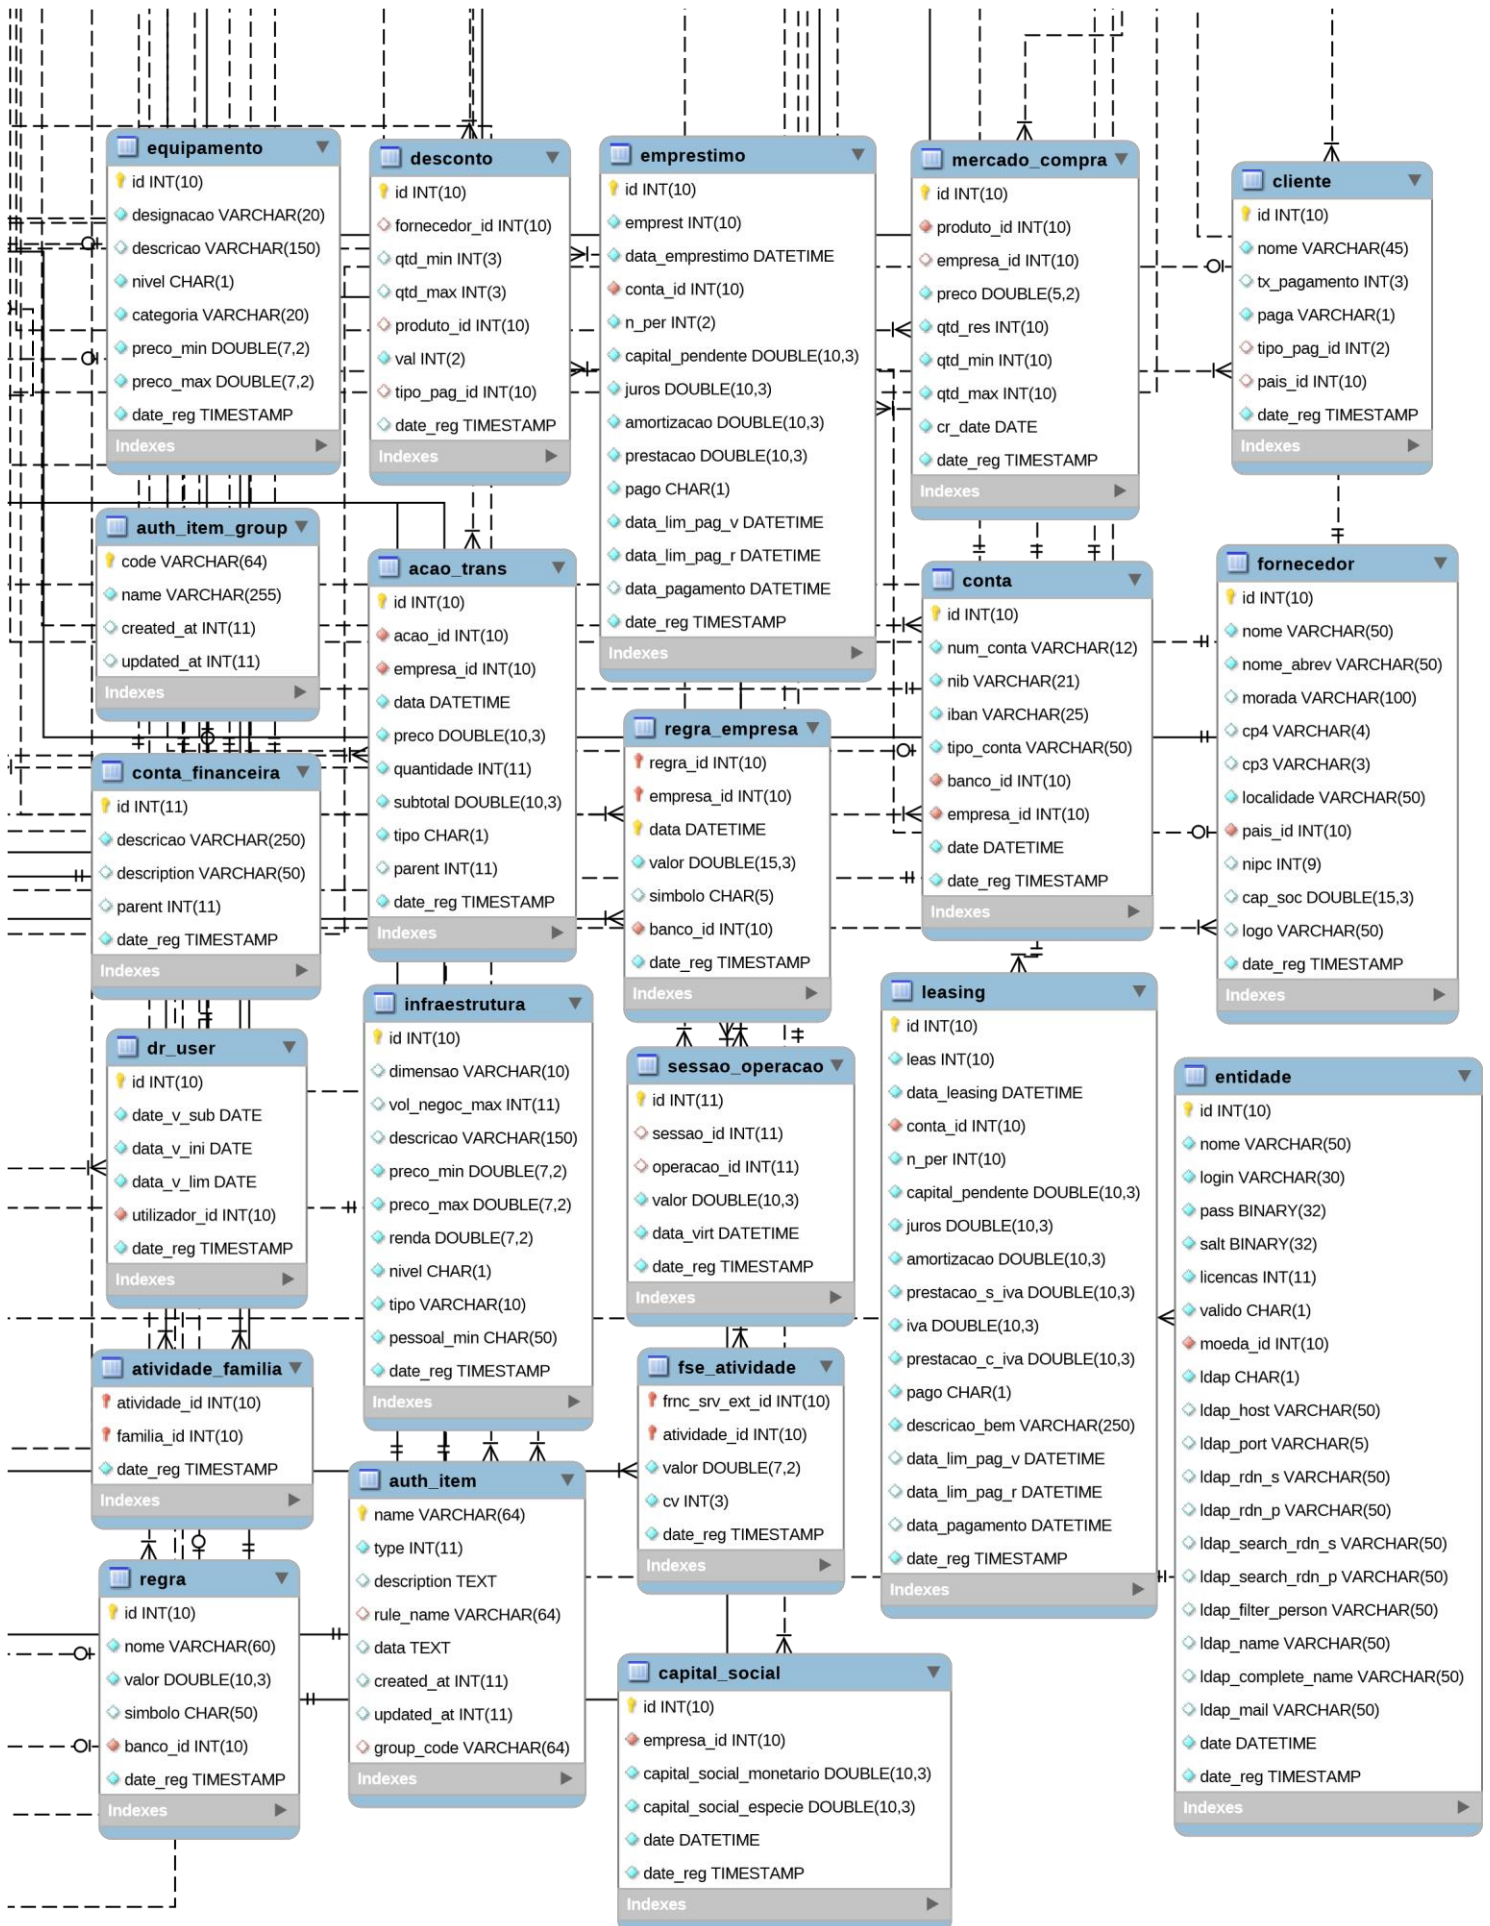 equipamento
id INT(10)
designacao VARCHAR(20)
descricao VARCHAR(150)
nivel CHAR(1)
categoria VARCHAR(20)
preco_min DOUBLE(7,2)
preco_max DOUBLE(7,2)
date_reg TIMESTAMP
Indexes
desconto
id INT(10)
fornecedor_id INT(10)
qtd_min INT(3)
qtd_max INT(3)
produto_id INT(10)
val INT(2)
tipo_pag_id INT(10)
date_reg TIMESTAMP
Indexes
emprestimo
id INT(10)
emprest INT(10)
data_emprestimo DATETIME
conta_id INT(10)
n_per INT(2)
capital_pendente DOUBLE(10,3)
juros DOUBLE(10,3)
amortizacao DOUBLE(10,3)
prestacao DOUBLE(10,3)
pago CHAR(1)
data_lim_pag_v DATETIME
data_lim_pag_r DATETIME
data_pagamento DATETIME
date_reg TIMESTAMP
Indexes
mercado_compra
id INT(10)
produto_id INT(10)
empresa_id INT(10)
preco DOUBLE(5,2)
qtd_res INT(10)
qtd_min INT(10)
qtd_max INT(10)
cr_date DATE
date_reg TIMESTAMP
Indexes
cliente
id INT(10)
nome VARCHAR(45)
tx_pagamento INT(3)
paga VARCHAR(1)
tipo_pag_id INT(2)
pais_id INT(10)
date_reg TIMESTAMP
Indexes
auth_item_group
code VARCHAR(64)
name VARCHAR(255)
created_at INT(11)
updated_at INT(11)
Indexes
acao_trans
id INT(10)
acao_id INT(10)
empresa_id INT(10)
data DATETIME
preco DOUBLE(10,3)
quantidade INT(11)
subtotal DOUBLE(10,3)
tipo CHAR(1)
parent INT(11)
date_reg TIMESTAMP
Indexes
conta
id INT(10)
num_conta VARCHAR(12)
nib VARCHAR(21)
iban VARCHAR(25)
tipo_conta VARCHAR(50)
banco_id INT(10)
empresa_id INT(10)
date DATETIME
date_reg TIMESTAMP
Indexes
fornecedor
id INT(10)
nome VARCHAR(50)
nome_abrev VARCHAR(50)
morada VARCHAR(100)
cp4 VARCHAR(4)
cp3 VARCHAR(3)
localidade VARCHAR(50)
pais_id INT(10)
nipc INT(9)
cap_soc DOUBLE(15,3)
logo VARCHAR(50)
date_reg TIMESTAMP
Indexes
conta_financeira
id INT(11)
descricao VARCHAR(250)
description VARCHAR(50)
parent INT(11)
date_reg TIMESTAMP
Indexes
regra_empresa
regra_id INT(10)
empresa_id INT(10)
data DATETIME
valor DOUBLE(15,3)
simbolo CHAR(5)
banco_id INT(10)
date_reg TIMESTAMP
Indexes
dr_user
id INT(10)
date_v_sub DATE
data_v_ini DATE
data_v_lim DATE
utilizador_id INT(10)
date_reg TIMESTAMP
Indexes
infraestrutura
id INT(10)
dimensao VARCHAR(10)
vol_negoc_max INT(11)
descricao VARCHAR(150)
preco_min DOUBLE(7,2)
preco_max DOUBLE(7,2)
renda DOUBLE(7,2)
nivel CHAR(1)
tipo VARCHAR(10)
pessoal_min CHAR(50)
date_reg TIMESTAMP
Indexes
sessao_operacao
id INT(11)
sessao_id INT(11)
operacao_id INT(11)
valor DOUBLE(10,3)
data_virt DATETIME
date_reg TIMESTAMP
Indexes
leasing
id INT(10)
leas INT(10)
data_leasing DATETIME
conta_id INT(10)
n_per INT(10)
capital_pendente DOUBLE(10,3)
juros DOUBLE(10,3)
amortizacao DOUBLE(10,3)
prestacao_s_iva DOUBLE(10,3)
iva DOUBLE(10,3)
prestacao_c_iva DOUBLE(10,3)
pago CHAR(1)
descricao_bem VARCHAR(250)
data_lim_pag_v DATETIME
data_lim_pag_r DATETIME
data_pagamento DATETIME
date_reg TIMESTAMP
Indexes
entidade
id INT(10)
nome VARCHAR(50)
login VARCHAR(30)
pass BINARY(32)
salt BINARY(32)
licencas INT(11)
valido CHAR(1)
moeda_id INT(10)
ldap CHAR(1)
ldap_host VARCHAR(50)
ldap_port VARCHAR(5)
ldap_rdn_s VARCHAR(50)
ldap_rdn_p VARCHAR(50)
ldap_search_rdn_s VARCHAR(50)
ldap_search_rdn_p VARCHAR(50)
ldap_filter_person VARCHAR(50)
ldap_name VARCHAR(50)
ldap_complete_name VARCHAR(50)
ldap_mail VARCHAR(50)
date DATETIME
date_reg TIMESTAMP
Indexes
atividade_familia
atividade_id INT(10)
familia_id INT(10)
date_reg TIMESTAMP
Indexes
fse_atividade
frnc_srv_ext_id INT(10)
atividade_id INT(10)
valor DOUBLE(7,2)
cv INT(3)
date_reg TIMESTAMP
Indexes
auth_item
name VARCHAR(64)
type INT(11)
description TEXT
rule_name VARCHAR(64)
data TEXT
created_at INT(11)
updated_at INT(11)
group_code VARCHAR(64)
Indexes
regra
id INT(10)
nome VARCHAR(60)
valor DOUBLE(10,3)
simbolo CHAR(50)
banco_id INT(10)
date_reg TIMESTAMP
Indexes
capital_social
id INT(10)
empresa_id INT(10)
capital_social_monetario DOUBLE(10,3)
capital_social_especie DOUBLE(10,3)
date DATETIME
date_reg TIMESTAMP
Indexes